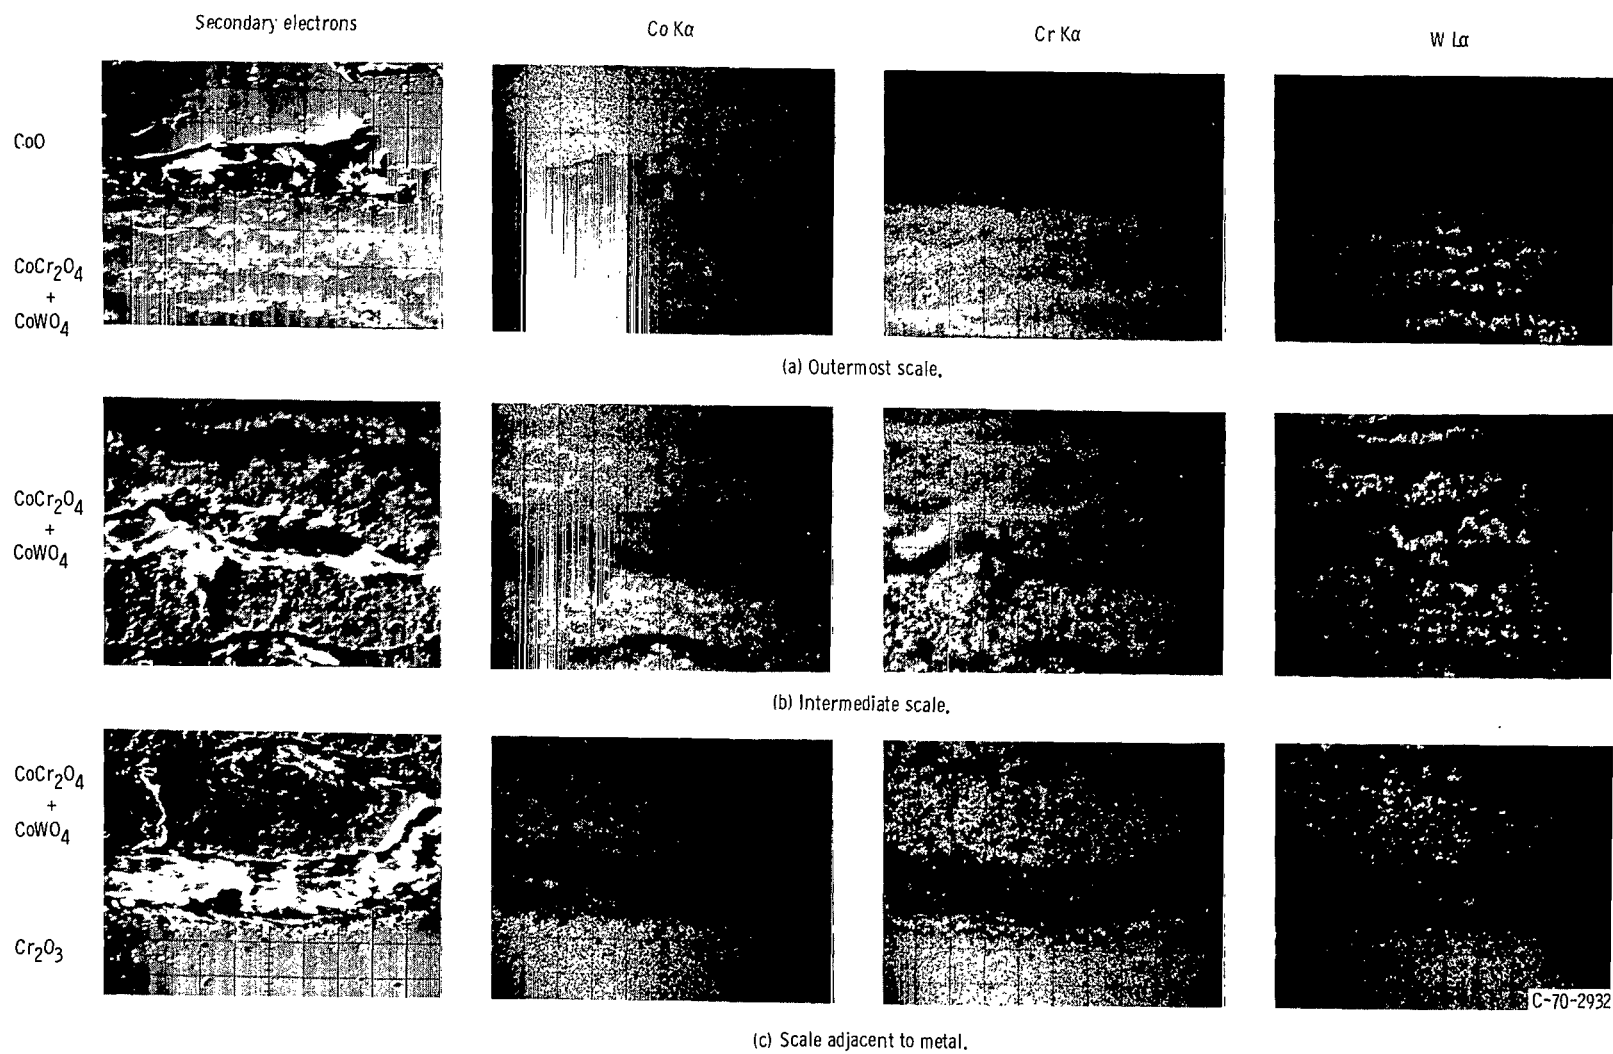 Secondary electrons
Co Kα
Cr Kα
W Lα
CoO
CoCr₂O₄
+
CoWO₄
(a) Outermost scale.
CoCr₂O₄
+
CoWO₄
(b) Intermediate scale.
CoCr₂O₄
+
CoWO₄
Cr₂O₃
C-70-2932
(c) Scale adjacent to metal.